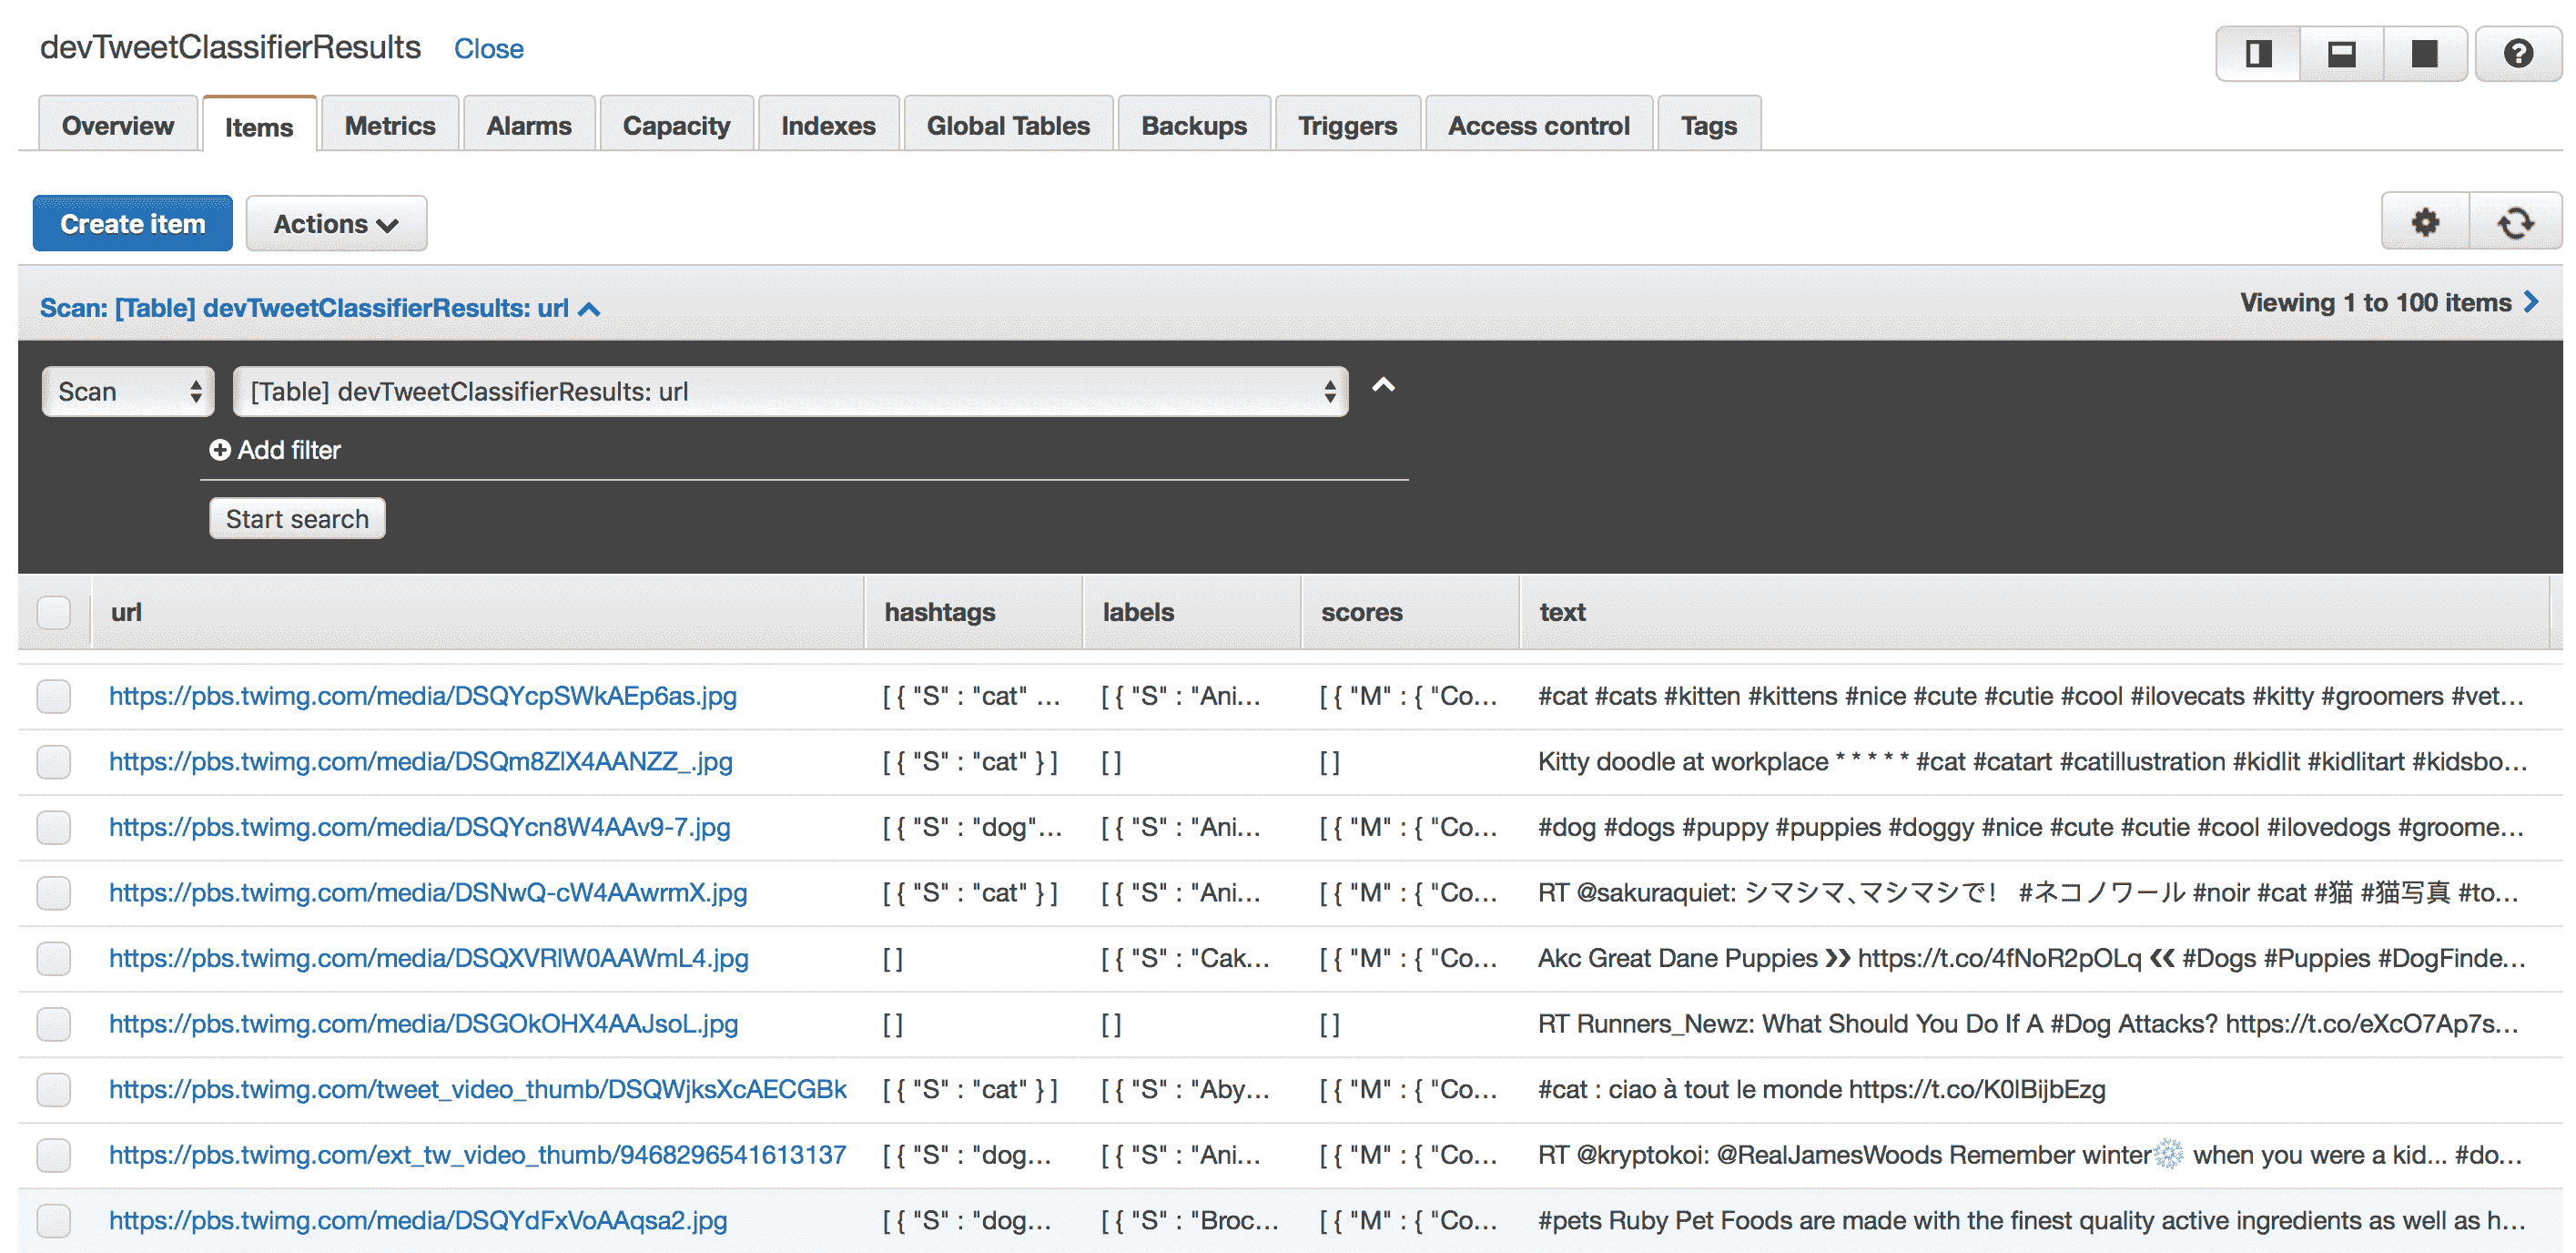 devTweetClassifierResults Close
Overview Items Metrics Alarms Capacity Indexes Global Tables Backups Triggers Access control Tags
Create item Actions
Scan: [Table] devTweetClassifierResults: url Viewing 1 to 100 items
Scan [Table] devTweetClassifierResults: url
Add filter
Start search
url hashtags labels scores text
https://pbs.twimg.com/media/DSQYcpSWkAEp6as.jpg [ { "S" : "cat" … [ { "S" : "Ani… [ { "M" : { "Co… #cat #cats #kitten #kittens #nice #cute #cutie #cool #ilovecats #kitty #groomers #vet…
https://pbs.twimg.com/media/DSQm8ZlX4AANZZ_.jpg [ { "S" : "cat" } ] [ ] [ ] Kitty doodle at workplace * * * * * #cat #catart #catillustration #kidlit #kidlitart #kidsbo…
https://pbs.twimg.com/media/DSQYcn8W4AAv9-7.jpg [ { "S" : "dog"… [ { "S" : "Ani… [ { "M" : { "Co… #dog #dogs #puppy #puppies #doggy #nice #cute #cutie #cool #ilovedogs #groome…
https://pbs.twimg.com/media/DSNwQ-cW4AAwrmX.jpg [ { "S" : "cat" } ] [ { "S" : "Ani… [ { "M" : { "Co… RT @sakuraquiet: シマシマ、マシマシで！ #ネコノワール #noir #cat #猫 #猫写真 #to…
https://pbs.twimg.com/media/DSQXVRlW0AAWmL4.jpg [ ] [ { "S" : "Cak… [ { "M" : { "Co… Akc Great Dane Puppies ❯❯ https://t.co/4fNoR2pOLq ❮❮ #Dogs #Puppies #DogFinde…
https://pbs.twimg.com/media/DSGOkOHX4AAJsoL.jpg [ ] [ ] [ ] RT Runners_Newz: What Should You Do If A #Dog Attacks? https://t.co/eXcO7Ap7s…
https://pbs.twimg.com/tweet_video_thumb/DSQWjksXcAECGBk [ { "S" : "cat" } ] [ { "S" : "Aby… [ { "M" : { "Co… #cat : ciao à tout le monde https://t.co/K0lBijbEzg
https://pbs.twimg.com/ext_tw_video_thumb/9468296541613137 [ { "S" : "dog… [ { "S" : "Ani… [ { "M" : { "Co… RT @kryptokoi: @RealJamesWoods Remember winter❄️ when you were a kid... #do…
https://pbs.twimg.com/media/DSQYdFxVoAAqsa2.jpg [ { "S" : "dog… [ { "S" : "Broc… [ { "M" : { "Co… #pets Ruby Pet Foods are made with the finest quality active ingredients as well as h…